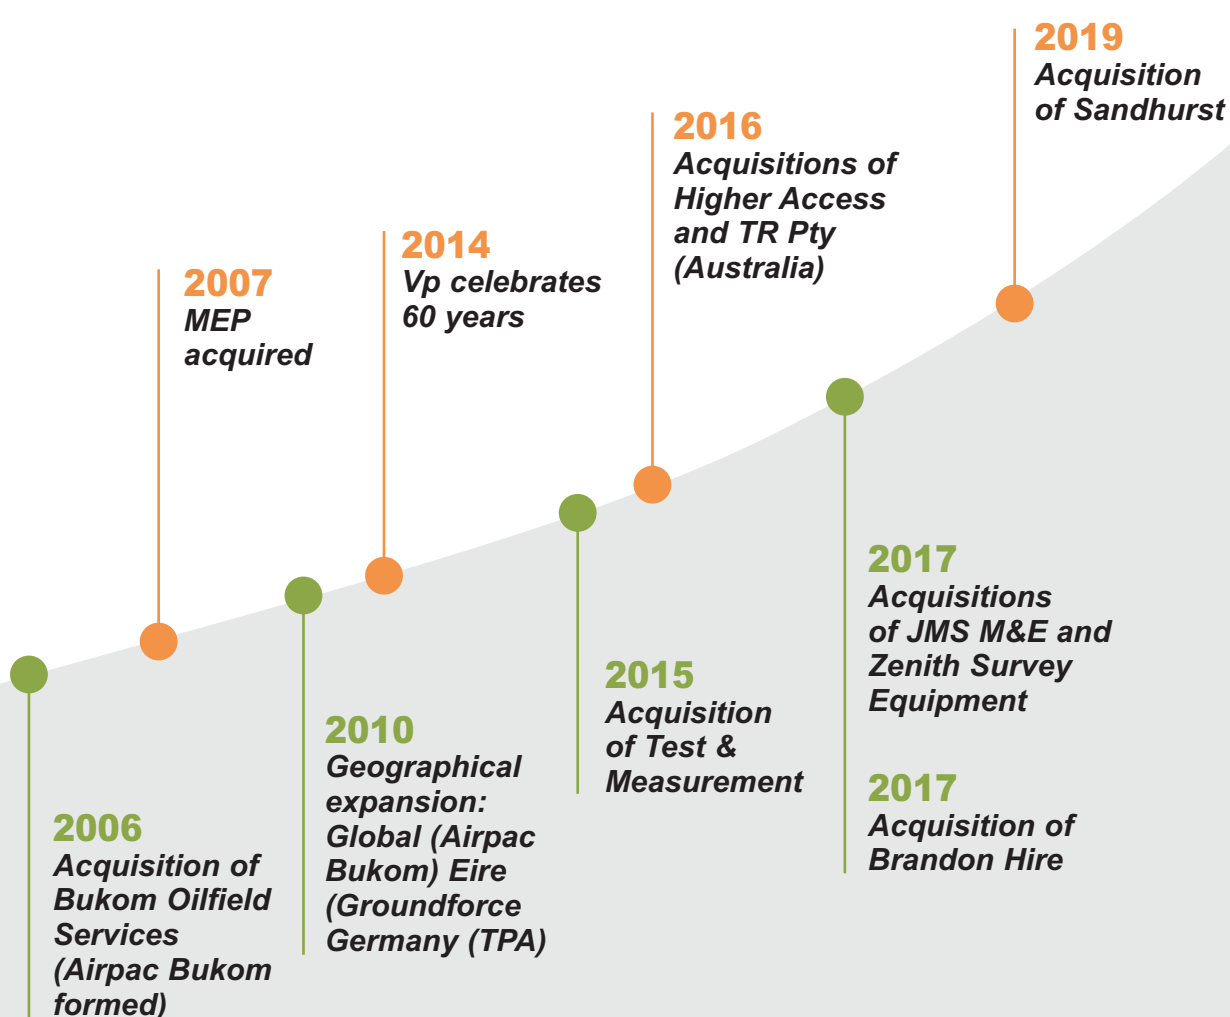 2019
Acquisition
of Sandhurst
2016
Acquisitions of
Higher Access
and TR Pty
(Australia)
2014
Vp celebrates
60 years
2007
MEP
acquired
2017
Acquisitions
of JMS M&E and
Zenith Survey
Equipment
2017
Acquisition of
Brandon Hire
2015
Acquisition
of Test &
Measurement
2010
Geographical
expansion:
Global (Airpac
Bukom) Eire
(Groundforce
Germany (TPA)
2006
Acquisition of
Bukom Oilfield
Services
(Airpac Bukom
formed)